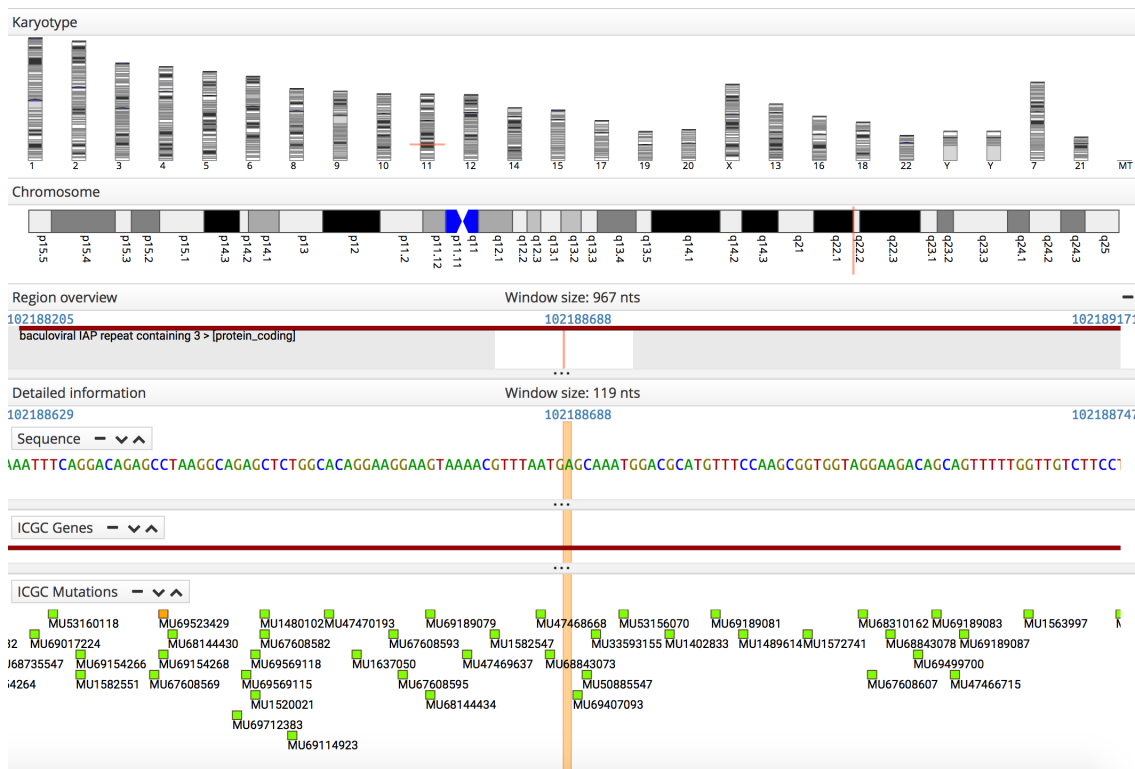 Karyotype
1 2 3 4 5 6 8 9 10 11 12 14 15 17 19 20 X 13 16 18 22 Y Y 7 21 MT
Chromosome
p15.5 p15.4 p15.3 p15.2 p15.1 p14.3 p14.2 p14.1 p13 p12 p11.2 p11.12 p11.11 q11 q12.1 q12.2 q12.3 q13.1 q13.2 q13.3 q13.4 q13.5 q14.1 q14.2 q14.3 q21 q22.1 q22.2 q22.3 q23.1 q23.2 q23.3 q24.1 q24.2 q24.3 q25
Region overview Window size: 967 nts
102188205 102188688 102189171
baculoviral IAP repeat containing 3 > [protein_coding]
...
Detailed information Window size: 119 nts
102188629 102188688 102188747
Sequence
AAATTTCAGGACAGAGCCTAAGGCAGAGCTCTGGCACAGGAAGGAAGTAAAACGTTTAATGAGCAAATGGACGCATGTTTCCAAGCGGTGGTAGGAAGACAGCAGTTTTTGGTTGTCTTCCT
...
ICGC Genes
...
ICGC Mutations
MU53160118 MU69523429 MU1480102 MU47470193 MU69189079 MU47468668 MU53156070 MU69189081 MU68310162 MU69189083 MU1563997
32 MU69017224 MU68144430 MU67608582 MU67608593 MU1582547 MU33593155 MU1402833 MU1489614 MU1572741 MU68843078 MU69189087
J68735547 MU69154266 MU69154268 MU69569118 MU1637050 MU47469637 MU68843073 MU69499700
54264 MU1582551 MU67608569 MU69569115 MU67608595 MU50885547 MU67608607 MU47466715
MU1520021 MU68144434 MU69407093
MU69712383
MU69114923